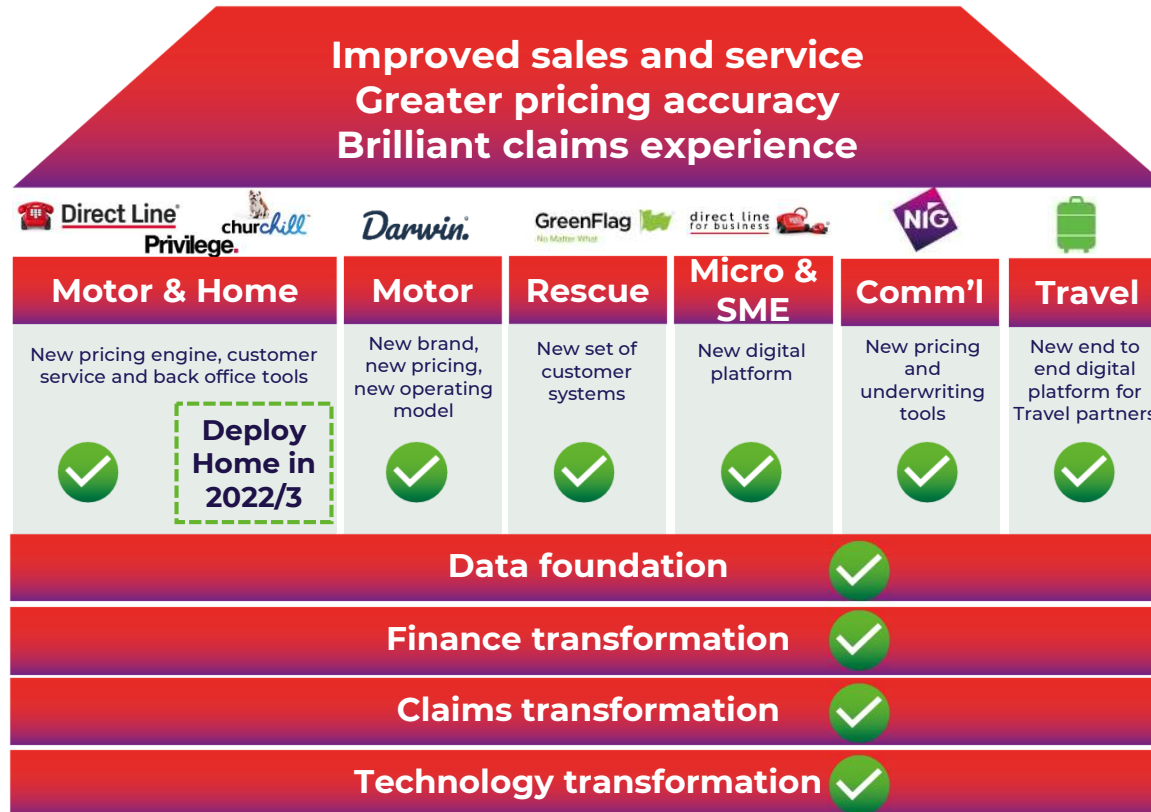 Improved sales and service
Greater pricing accuracy
Brilliant claims experience
Direct Line®
churchill™
Privilege.
Darwin.
GreenFlag
No Matter What
direct line
for business
NIG
Motor & Home
Motor
Rescue
Micro &
SME
Comm'l
Travel
New pricing engine, customer
service and back office tools
Deploy
Home in
2022/3
New brand,
new pricing,
new operating
model
New set of
customer
systems
New digital
platform
New pricing
and
underwriting
tools
New end to
end digital
platform for
Travel partners
Data foundation
Finance transformation
Claims transformation
Technology transformation